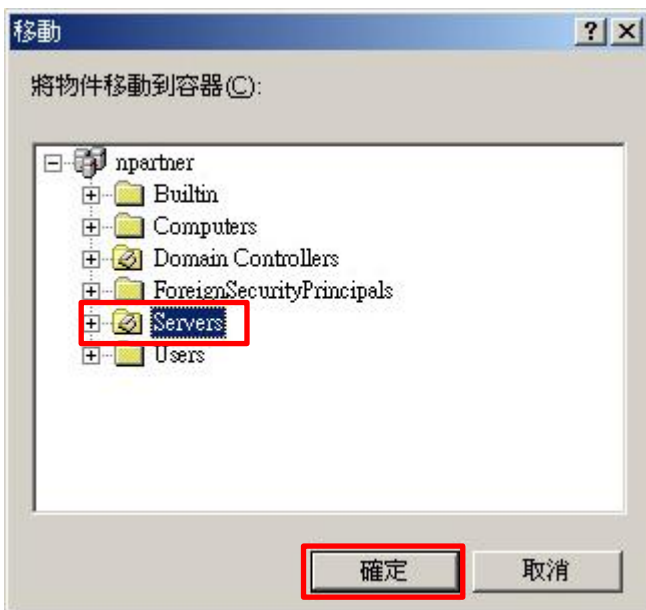 移動
將物件移動到容器(C):
npartner
Builtin
Computers
Domain Controllers
ForeignSecurityPrincipals
Servers
Users
確定
取消